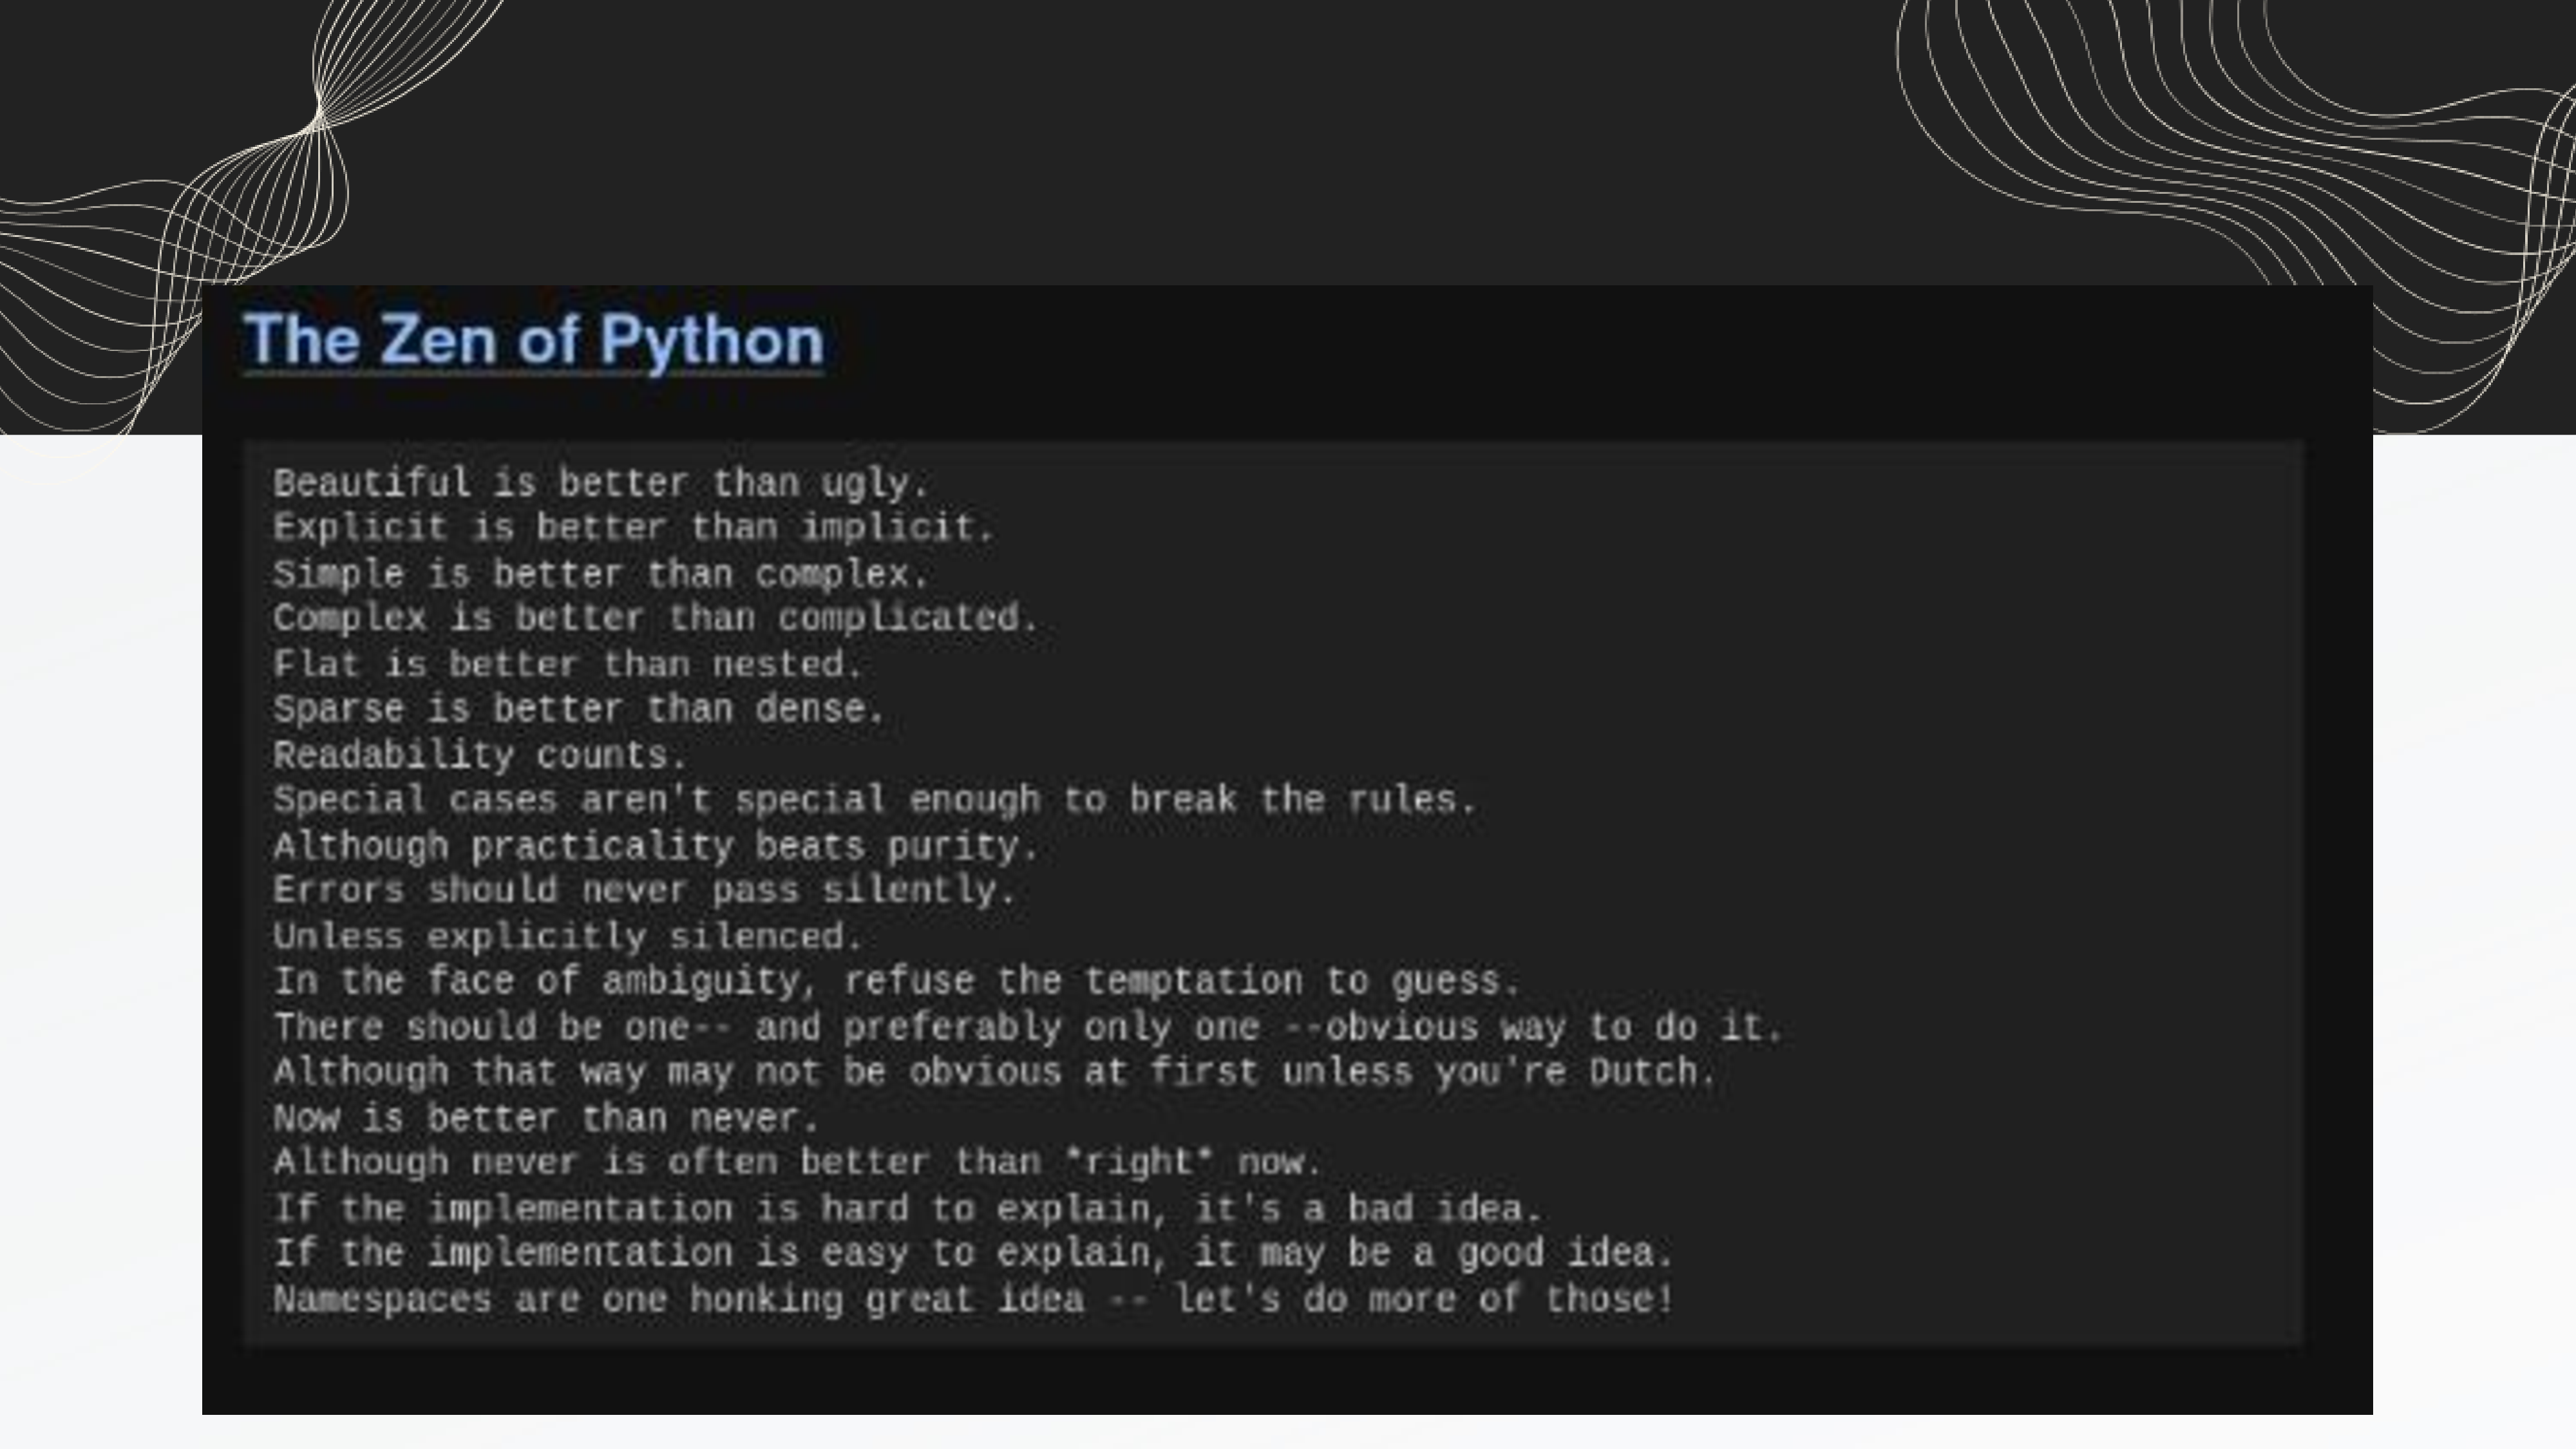 The Zen of Python
Beautiful is better than ugly.
Explicit is better than implicit.
Simple is better than complex.
Complex is better than complicated.
Flat is better than nested.
Sparse is better than dense.
Readability counts.
Special cases aren't special enough to break the rules.
Although practicality beats purity.
Errors should never pass silently.
Unless explicitly silenced.
In the face of ambiguity, refuse the temptation to guess.
There should be one-- and preferably only one --obvious way to do it.
Although that way may not be obvious at first unless you're Dutch.
Now is better than never.
Although never is often better than *right* now.
If the implementation is hard to explain, it's a bad idea.
If the implementation is easy to explain, it may be a good idea.
Namespaces are one honking great idea -- let's do more of those!